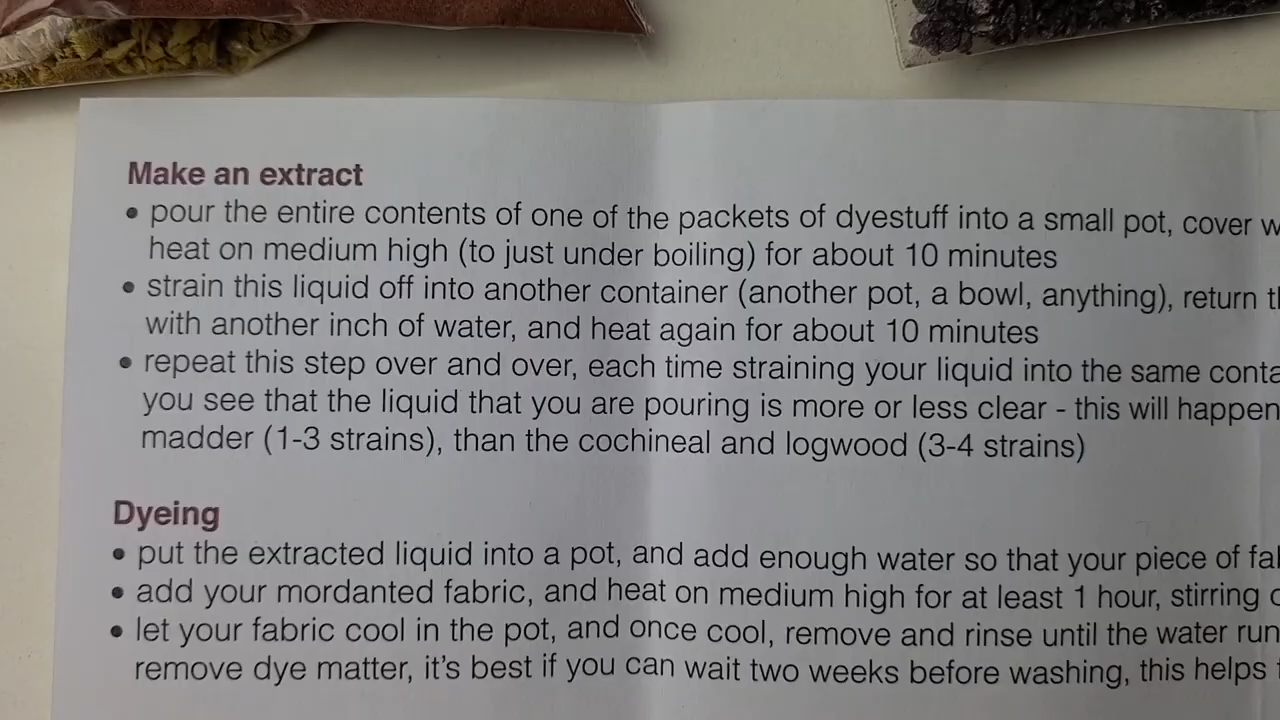 Make an extract
• pour the entire contents of one of the packets of dyestuff into a small pot, cover
heat on medium high (to just under boiling) for about 10 minutes
• strain this liquid off into another container (another pot, a bowl, anything), return
with another inch of water, and heat again for about 10 minutes
• repeat this step over and over, each time straining your liquid into the same
you see that the liquid that you are pouring is more or less clear - this will happen
madder (1-3 strains), than the cochineal and logwood (3-4 strains)
Dyeing
• put the extracted liquid into a pot, and add enough water so that your piece of
• add your mordanted fabric, and heat on medium high for at least 1 hour, stirring
• let your fabric cool in the pot, and once cool, remove and rinse until the water
remove dye matter, it's best if you can wait two weeks before washing, this helps